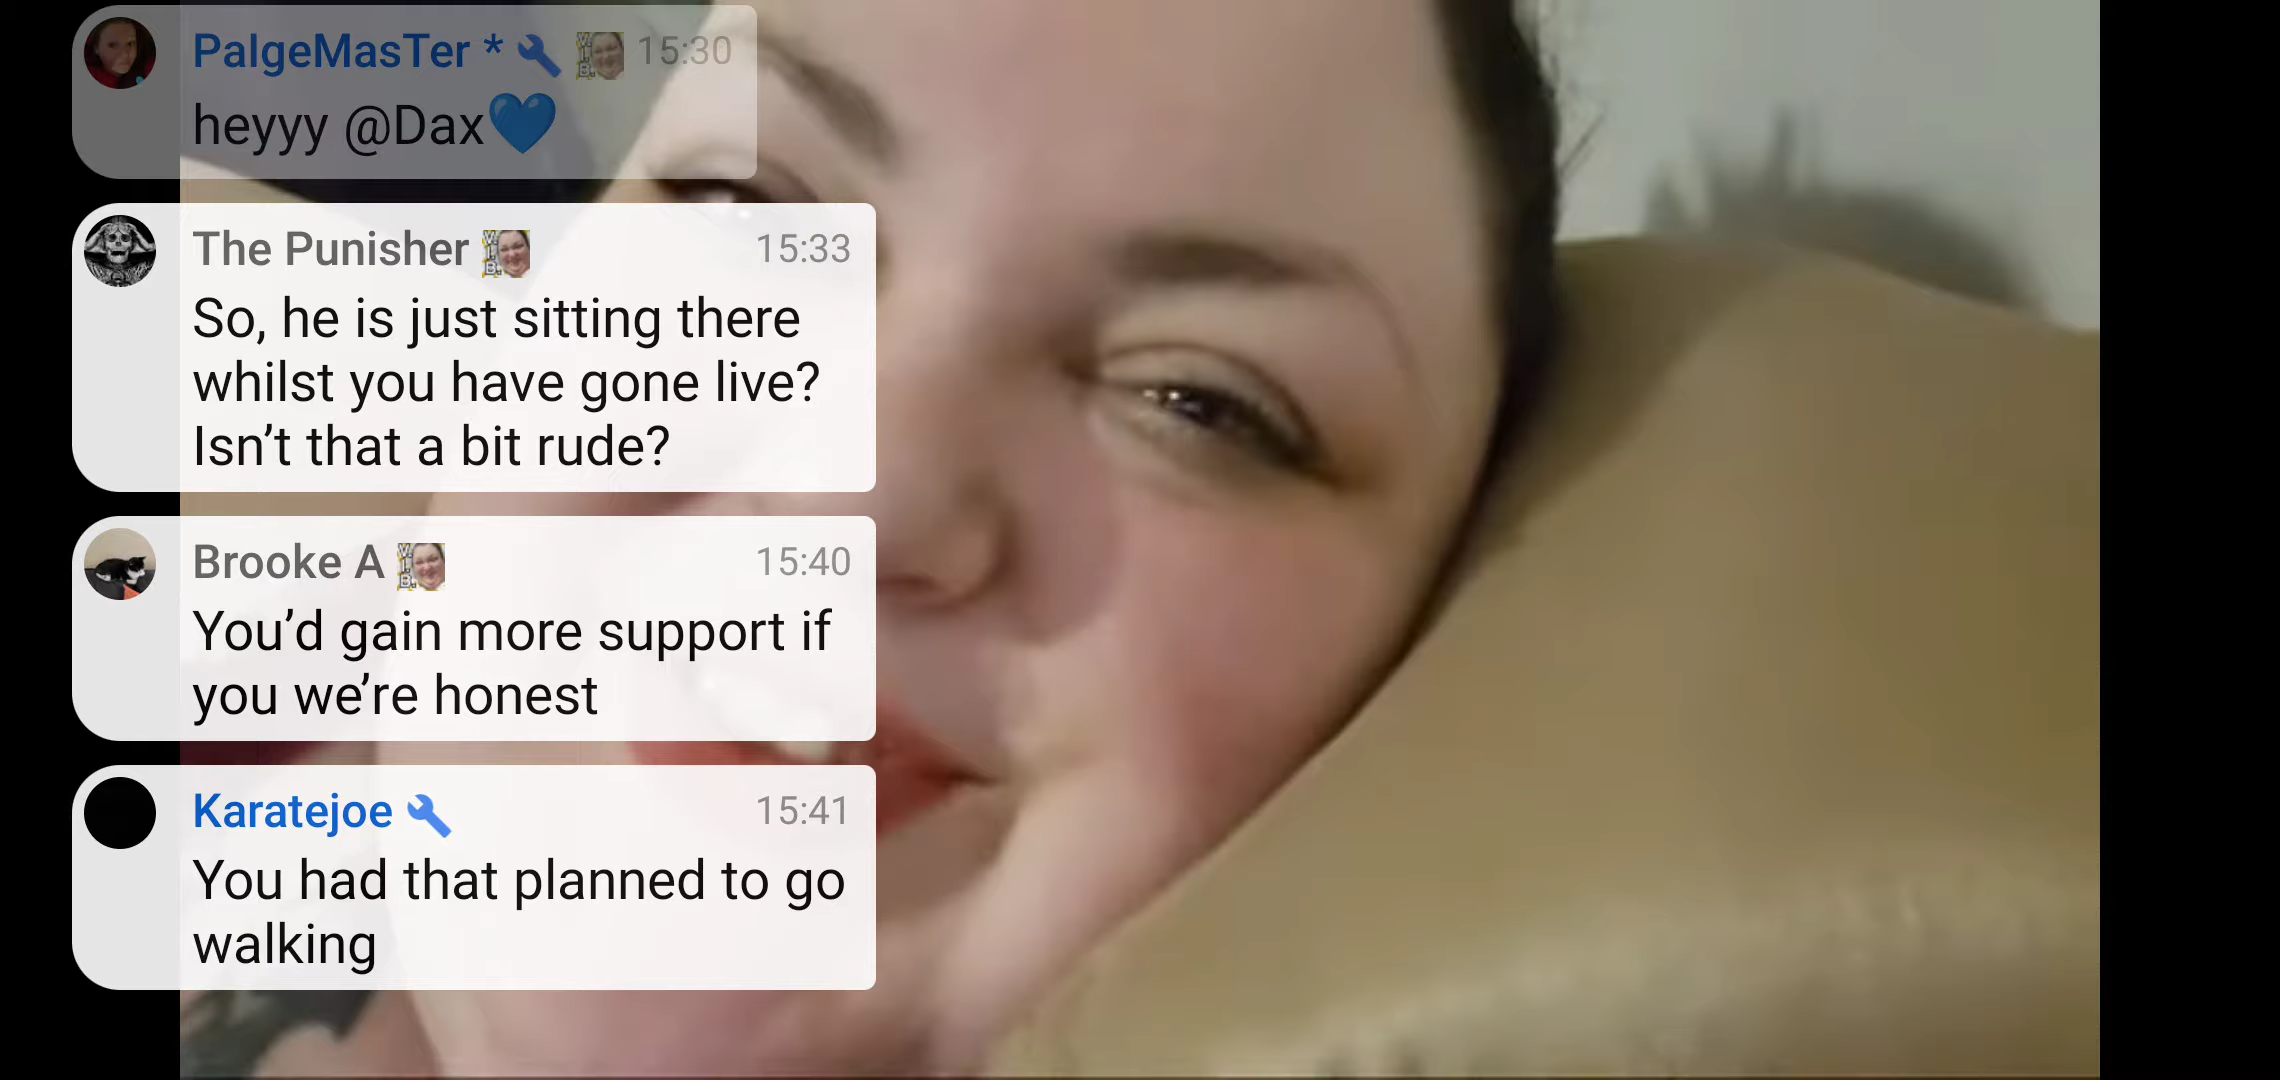 PaIgeMasTer * 15:30
heyyy @Dax💙
The Punisher 15:33
So, he is just sitting there
whilst you have gone live?
Isn’t that a bit rude?
Brooke A 15:40
You’d gain more support if
you we’re honest
Karatejoe 15:41
You had that planned to go
walking